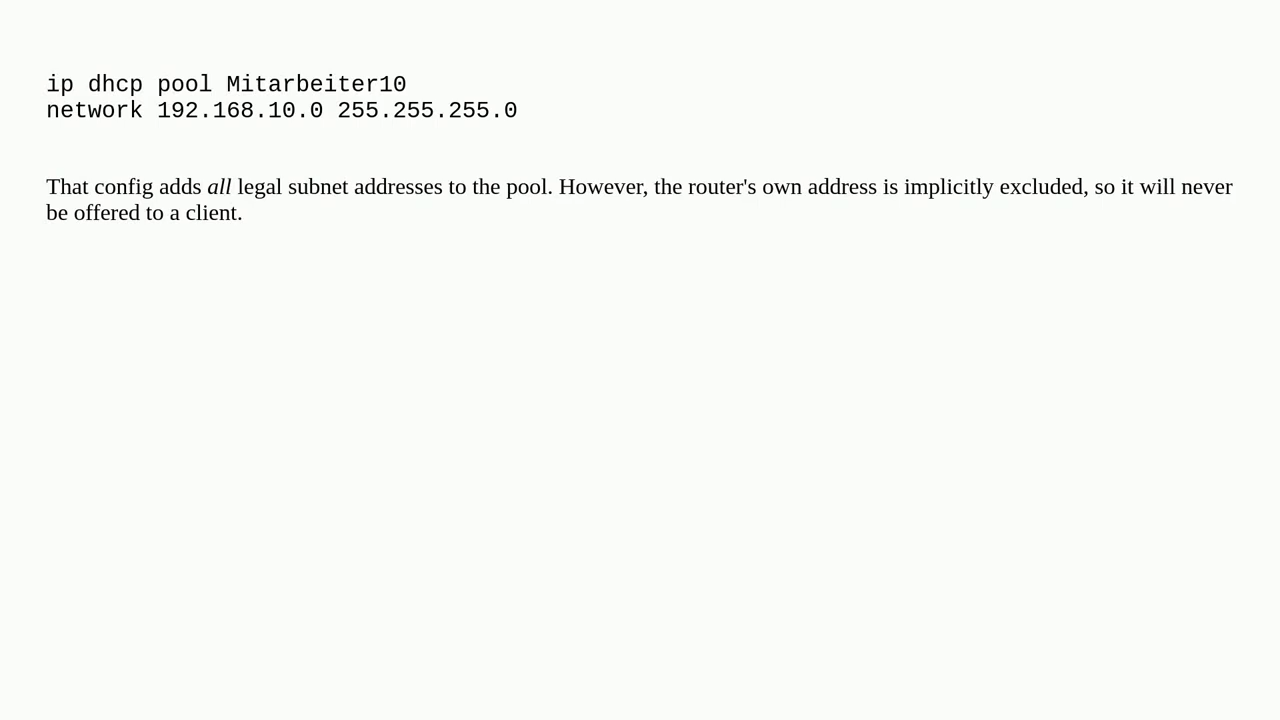 ip dhcp pool Mitarbeiter10
network 192.168.10.0 255.255.255.0
That config adds all legal subnet addresses to the pool. However, the router's own address is implicitly excluded, so it will never
be offered to a client.